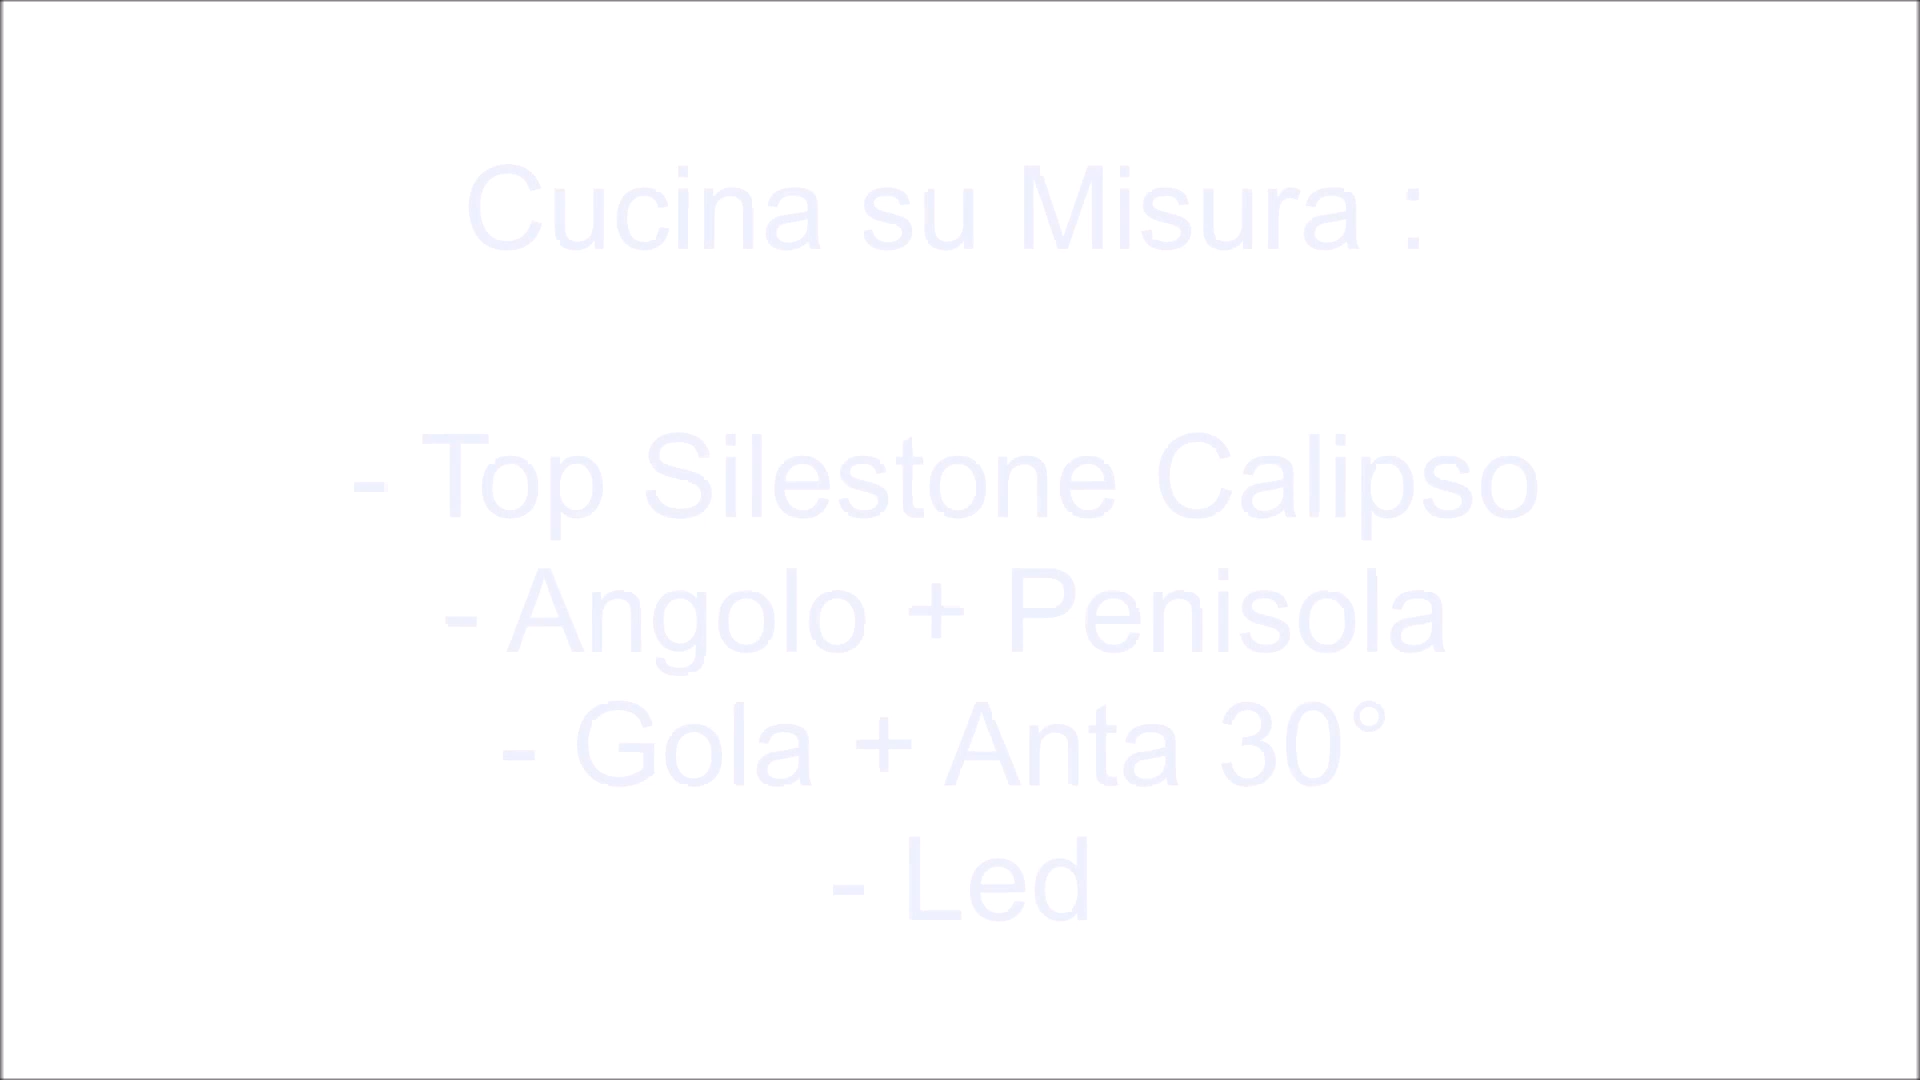 Cucina su Misura :
- Top Silestone Calipso
- Angolo + Penisola
- Gola + Anta 30°
- Led